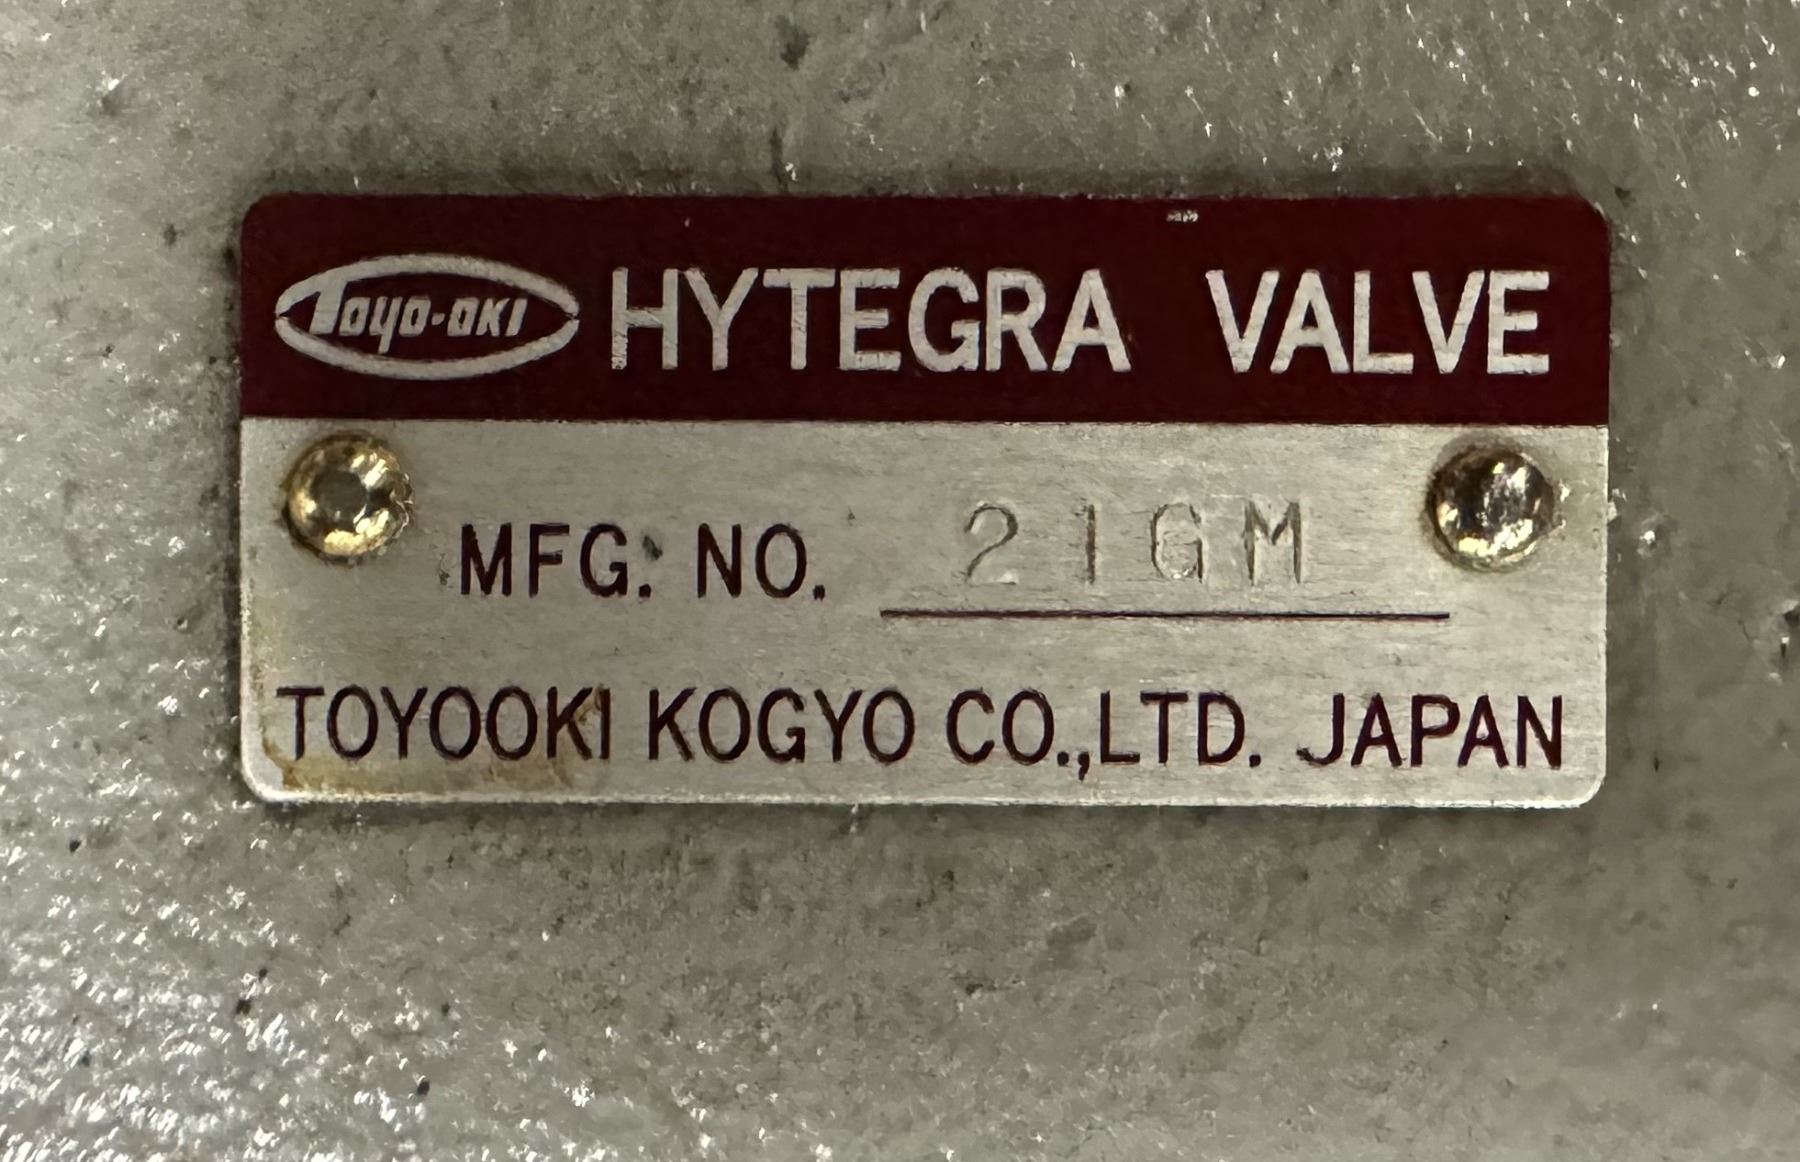 TOYO-OKI HYTEGRA VALVE
MFG. NO. 21GM
TOYOOKI KOGYO CO.,LTD. JAPAN